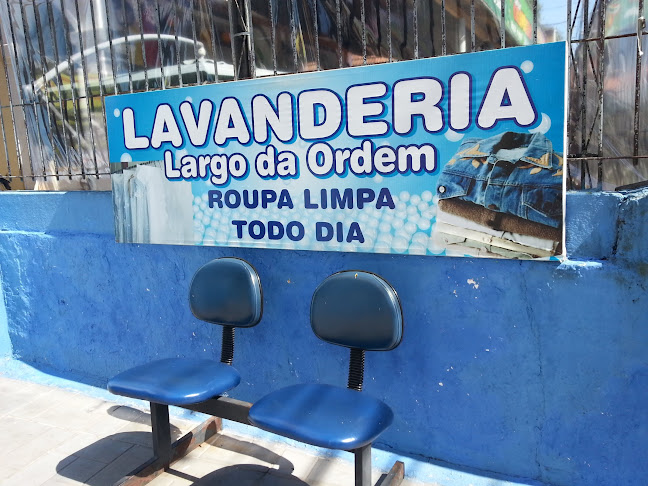 LAVANDERIA
Largo da Ordem
ROUPA LIMPA
TODO DIA